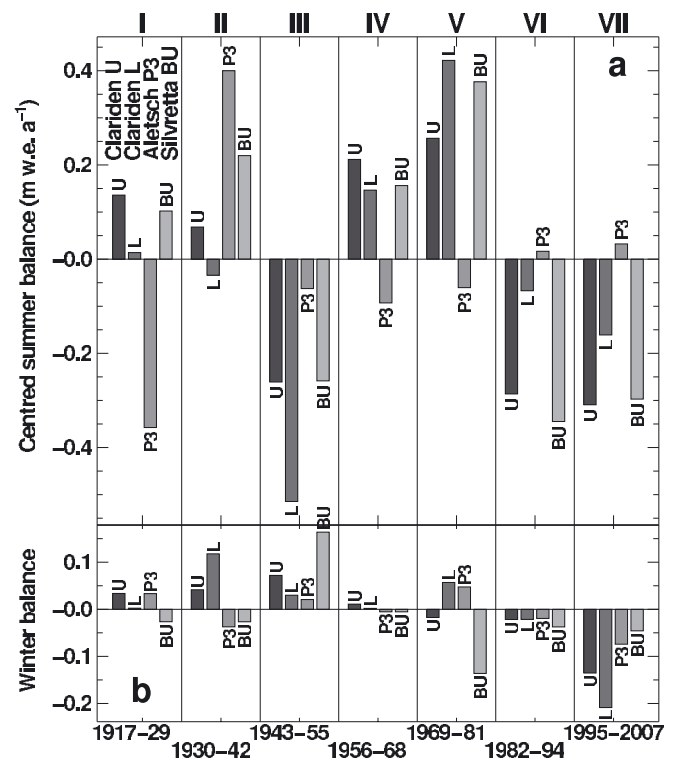 I II III IV V VI VII
a
Centred summer balance (m w.e. a⁻¹)
0.4
0.2
−0.0
−0.2
−0.4
Clariden U
Clariden L
Aletsch P3
Silvretta BU
U L P3 BU
U L P3 BU
U L P3 BU
U L P3 BU
U L P3 BU
U L P3 BU
U L P3 BU
Winter balance
0.1
−0.0
−0.1
−0.2
U L P3 BU
U L P3 BU
U L P3 BU
U L P3 BU
U L P3 BU
U L P3 BU
U L P3 BU
b
1917−29 1943−55 1969−81 1995−2007
1930−42 1956−68 1982−94